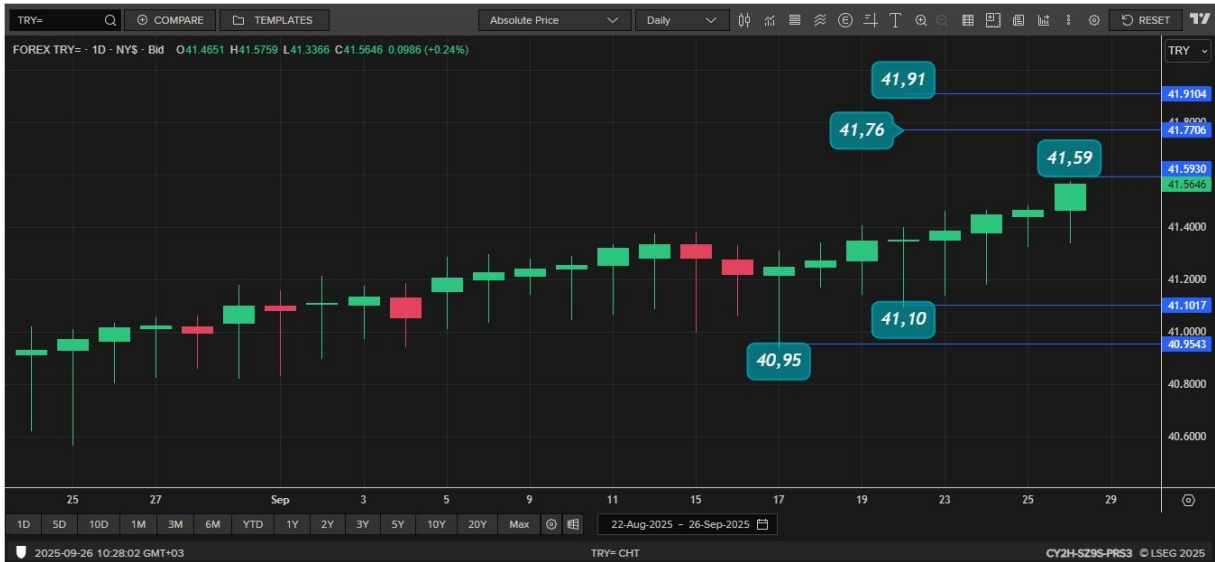 TRY= COMPARE TEMPLATES Absolute Price Daily E T RESET
FOREX TRY= · 1D · NY$ · Bid O41.4651 H41.5759 L41.3366 C41.5646 0.0986 (+0.24%)
TRY
41,91
41.9104
41.8000
41,76
41.7706
41,59
41.5930
41.5646
41.4000
41.2000
41,10
41.1017
41.0000
40,95
40.9543
40.8000
40.6000
25 27 Sep 3 5 9 11 15 17 19 23 25 29
1D 5D 10D 1M 3M 6M YTD 1Y 2Y 3Y 5Y 10Y 20Y Max 22-Aug-2025 - 26-Sep-2025
2025-09-26 10:28:02 GMT+03 TRY= CHT CY2H-SZ9S-PRS3 © LSEG 2025